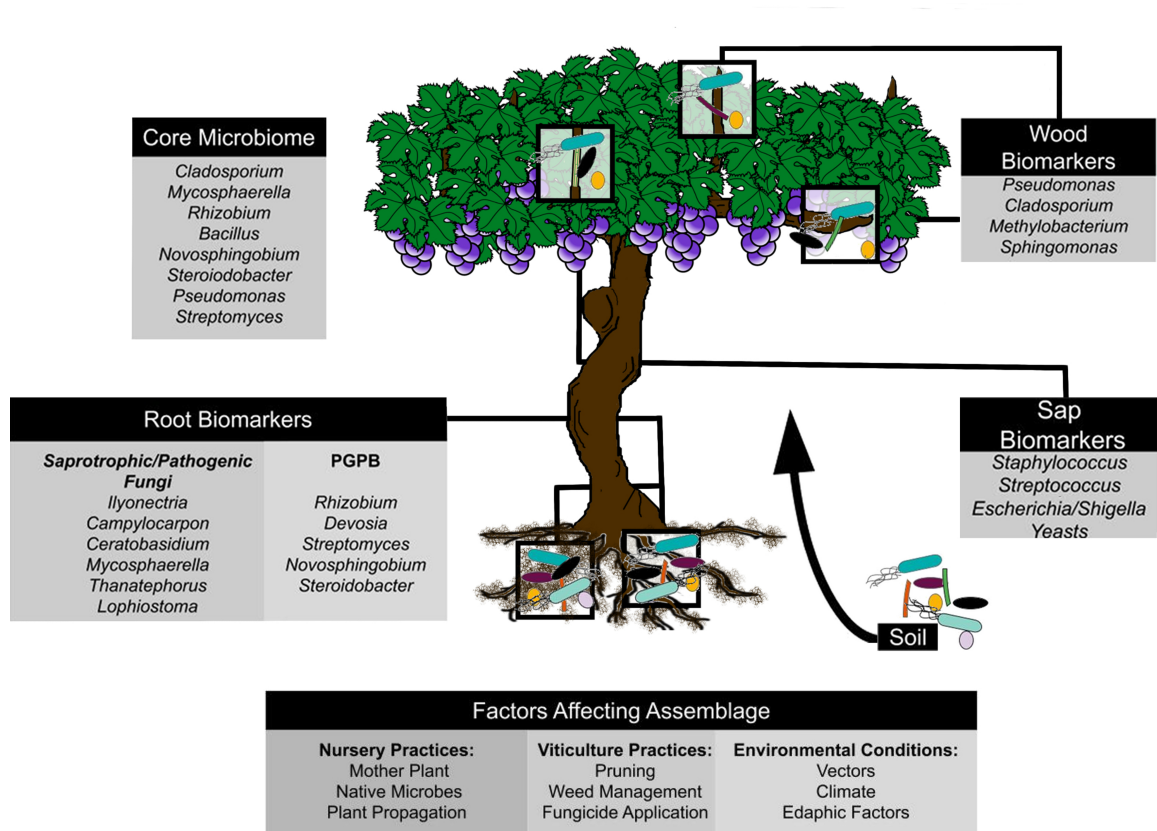 Core Microbiome
Cladosporium
Mycosphaerella
Rhizobium
Bacillus
Novosphingobium
Steroidobacter
Pseudomonas
Streptomyces
Wood
Biomarkers
Pseudomonas
Cladosporium
Methylobacterium
Sphingomonas
Root Biomarkers
Saprotrophic/Pathogenic
Fungi
Ilyonectria
Campylocarpon
Ceratobasidium
Mycosphaerella
Thanatephorus
Lophiostoma
PGPB
Rhizobium
Devosia
Streptomyces
Novosphingobium
Steroidobacter
Sap
Biomarkers
Staphylococcus
Streptococcus
Escherichia/Shigella
Yeasts
Soil
Factors Affecting Assemblage
Nursery Practices:
Mother Plant
Native Microbes
Plant Propagation
Viticulture Practices:
Pruning
Weed Management
Fungicide Application
Environmental Conditions:
Vectors
Climate
Edaphic Factors